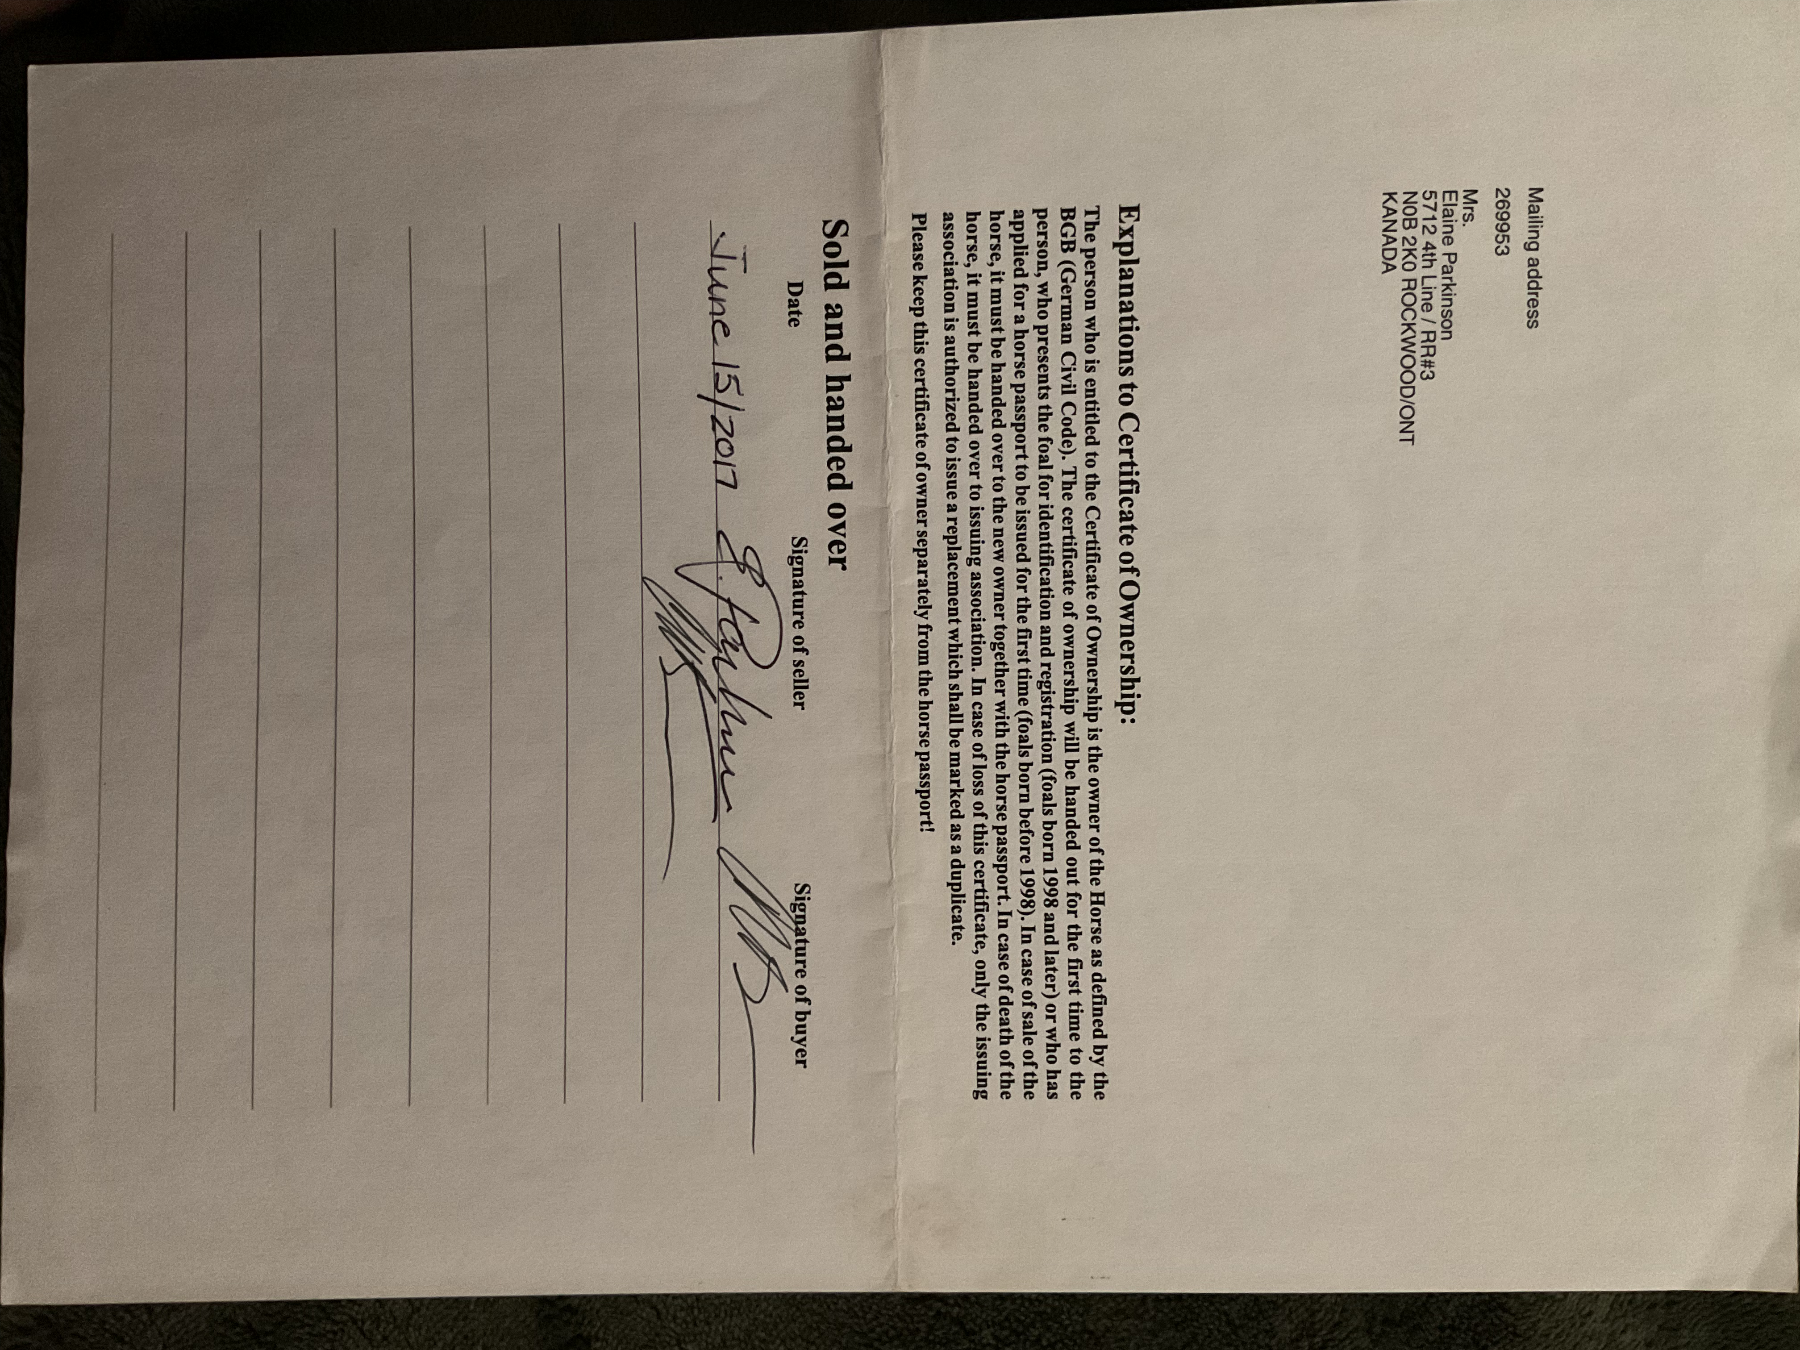 Mailing address
269953
Mrs.
Elaine Parkinson
5712 4th Line / RR#3
N0B 2K0 ROCKWOOD/ONT
KANADA
Explanations to Certificate of Ownership:
The person who is entitled to the Certificate of Ownership is the owner of the Horse as defined by the
BGB (German Civil Code). The certificate of ownership will be handed out for the first time to the
person, who presents the foal for identification and registration (foals born 1998 and later) or who has
applied for a horse passport to be issued for the first time (foals born before 1998). In case of sale of the
horse, it must be handed over to the new owner together with the horse passport. In case of death of the
horse, it must be handed over to issuing association. In case of loss of this certificate, only the issuing
association is authorized to issue a replacement which shall be marked as a duplicate.
Please keep this certificate of owner separately from the horse passport!
Sold and handed over
Date Signature of seller Signature of buyer
June 15/2017